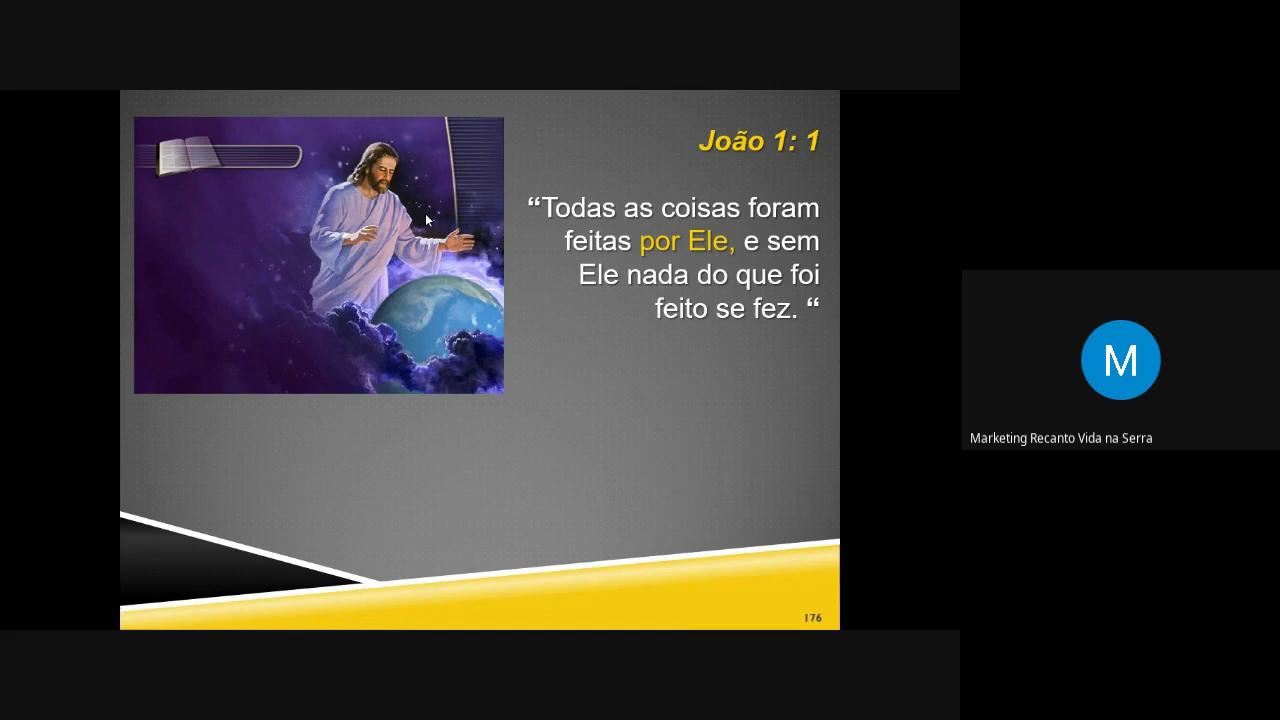 João 1: 1
“Todas as coisas foram
feitas por Ele, e sem
Ele nada do que foi
feito se fez. “
176
M
Marketing Recanto Vida na Serra